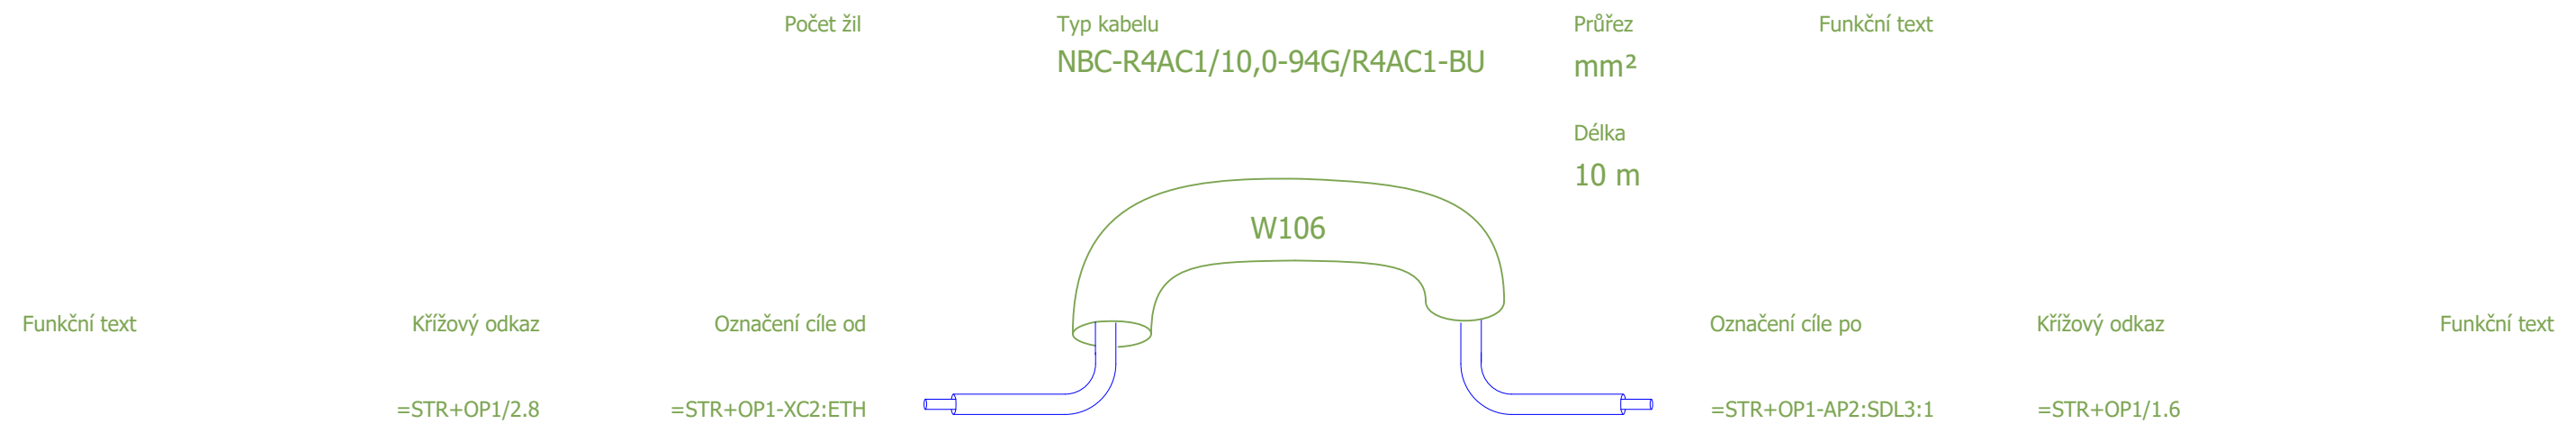 Počet žil Typ kabelu Průřez Funkční text
NBC-R4AC1/10,0-94G/R4AC1-BU mm²
Délka
10 m
W106
Funkční text Křížový odkaz Označení cíle od Označení cíle po Křížový odkaz Funkční text
=STR+OP1/2.8 =STR+OP1-XC2:ETH =STR+OP1-AP2:SDL3:1 =STR+OP1/1.6